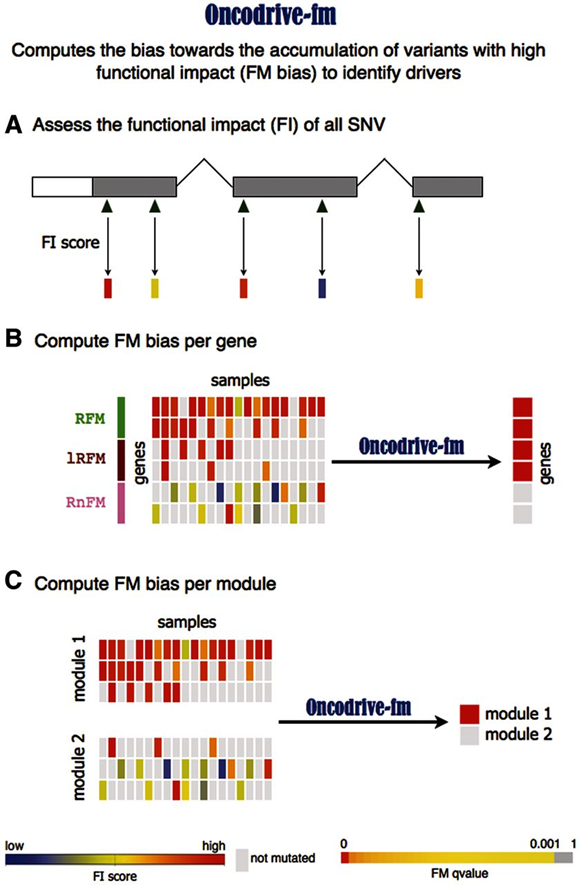 Oncodrive-fm
Computes the bias towards the accumulation of variants with high
functional impact (FM bias) to identify drivers
A Assess the functional impact (FI) of all SNV
FI score
B Compute FM bias per gene
samples
RFM
lRFM
RnFM
genes
Oncodrive-fm
genes
C Compute FM bias per module
samples
module 1
module 2
Oncodrive-fm
module 1
module 2
low high
FI score
not mutated
0 0.001 1
FM qvalue